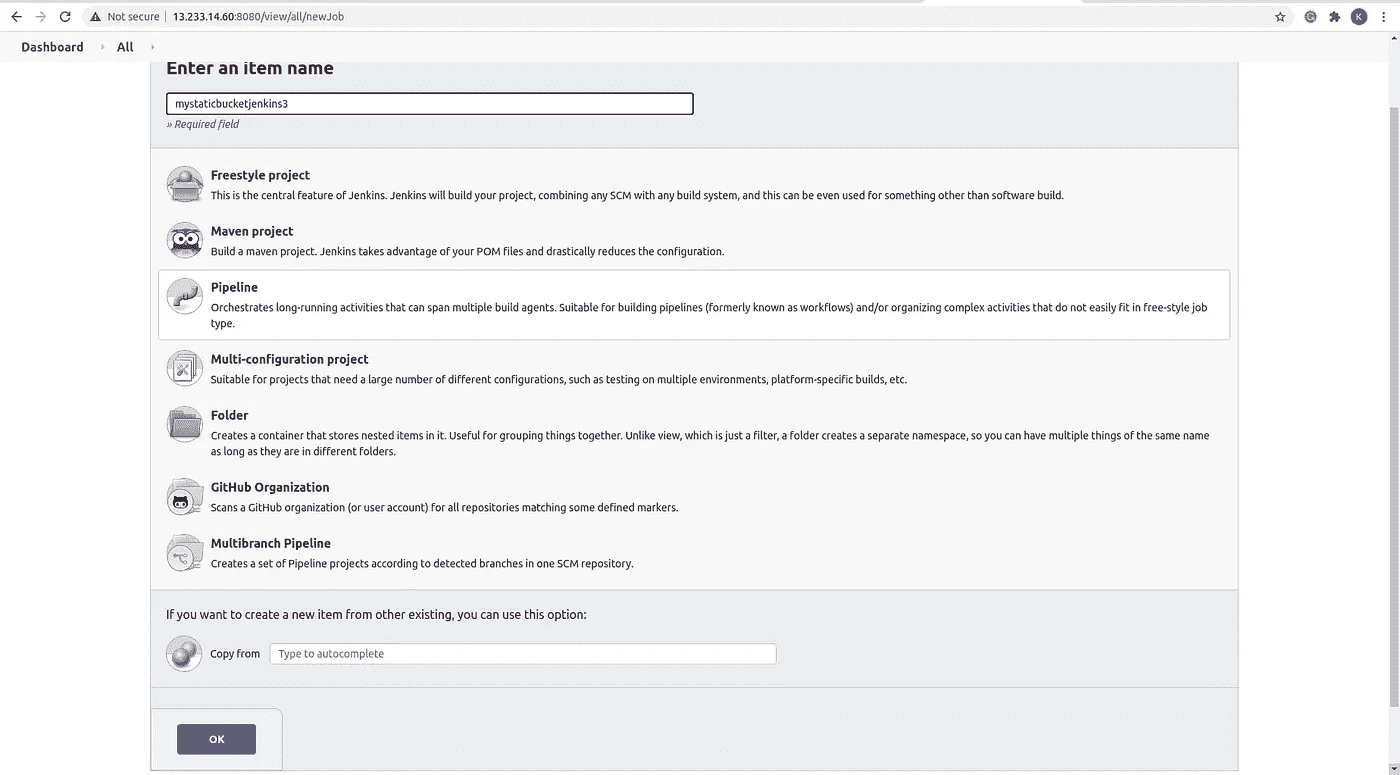 Not secure | 13.233.14.60:8080/view/all/newJob
K
Dashboard
All
Enter an item name
mystaticbucketjenkins3
» Required field
Freestyle project
This is the central feature of Jenkins. Jenkins will build your project, combining any SCM with any build system, and this can be even used for something other than software build.
Maven project
Build a maven project. Jenkins takes advantage of your POM files and drastically reduces the configuration.
Pipeline
Orchestrates long-running activities that can span multiple build agents. Suitable for building pipelines (formerly known as workflows) and/or organizing complex activities that do not easily fit in free-style job
type.
Multi-configuration project
Suitable for projects that need a large number of different configurations, such as testing on multiple environments, platform-specific builds, etc.
Folder
Creates a container that stores nested items in it. Useful for grouping things together. Unlike view, which is just a filter, a folder creates a separate namespace, so you can have multiple things of the same name
as long as they are in different folders.
GitHub Organization
Scans a GitHub organization (or user account) for all repositories matching some defined markers.
Multibranch Pipeline
Creates a set of Pipeline projects according to detected branches in one SCM repository.
If you want to create a new item from other existing, you can use this option:
Copy from
Type to autocomplete
OK